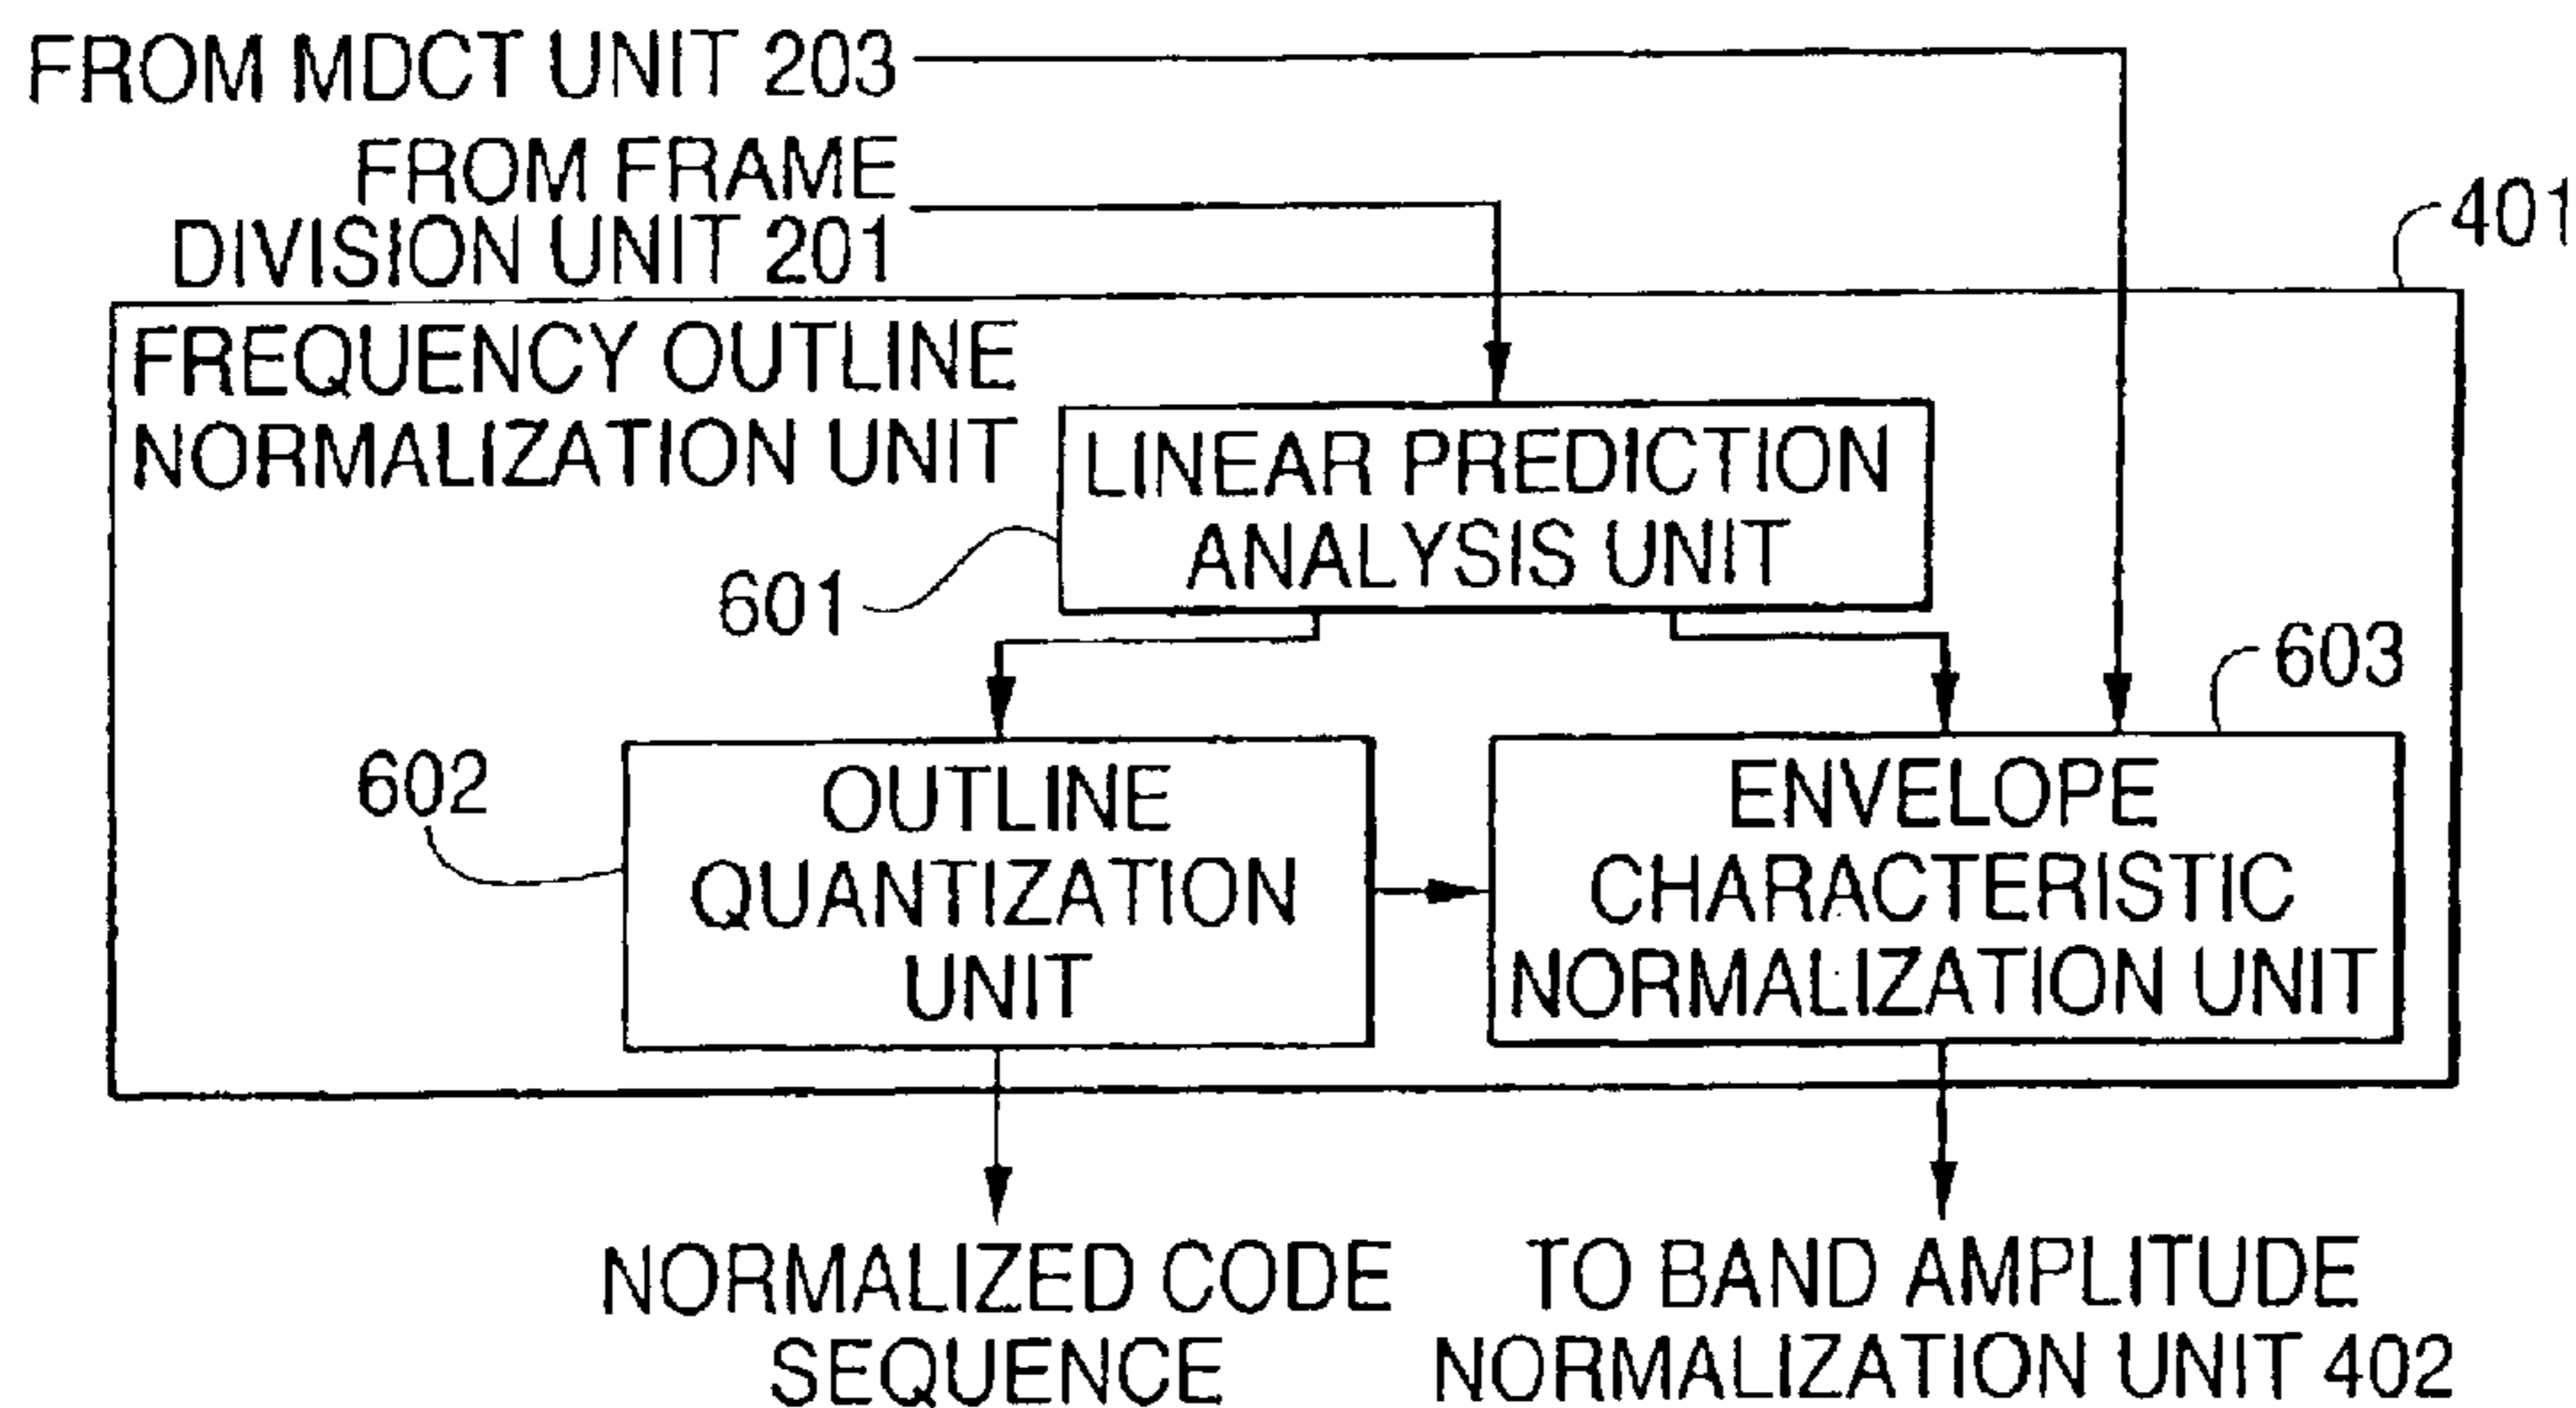 FROM MDCT UNIT 203
FROM FRAME
DIVISION UNIT 201
401
FREQUENCY OUTLINE
NORMALIZATION UNIT
LINEAR PREDICTION
ANALYSIS UNIT
601
603
602
OUTLINE
QUANTIZATION
UNIT
ENVELOPE
CHARACTERISTIC
NORMALIZATION UNIT
NORMALIZED CODE
SEQUENCE
TO BAND AMPLITUDE
NORMALIZATION UNIT 402